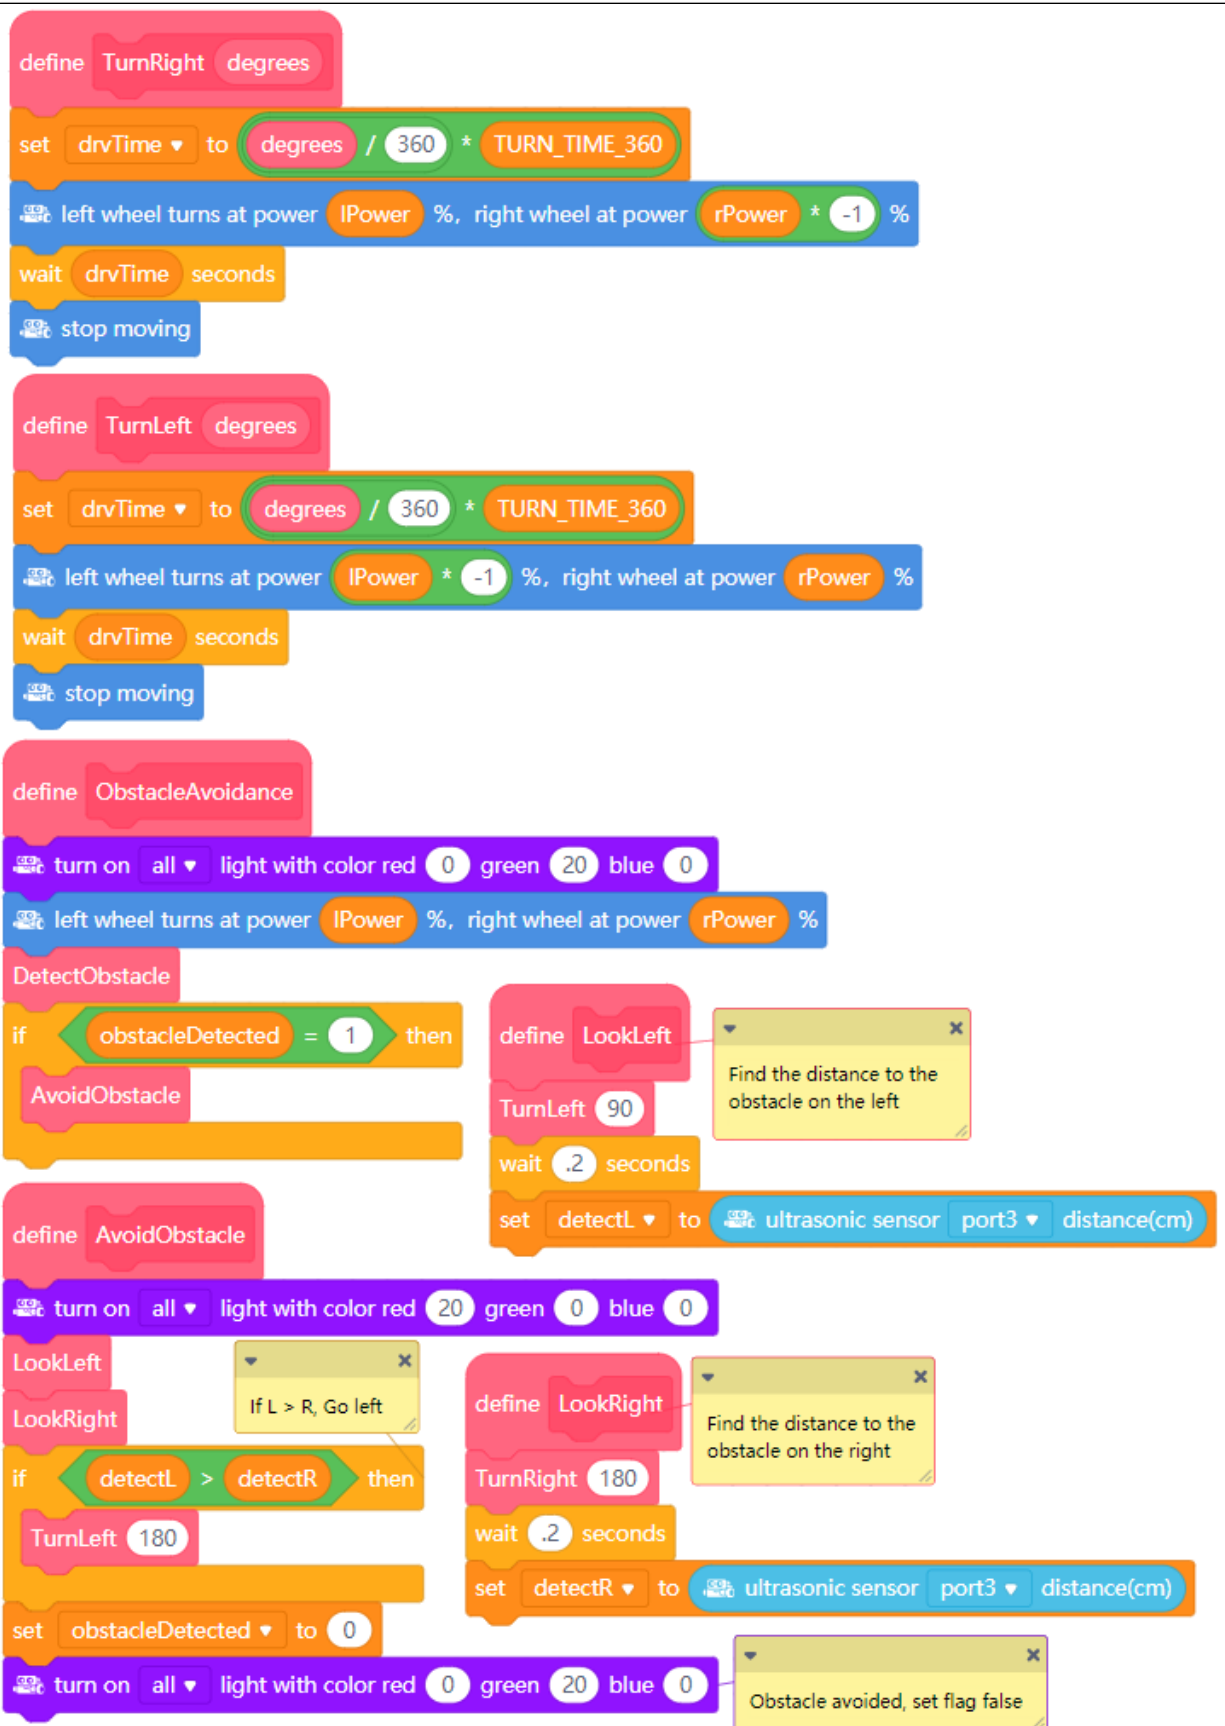 define TurnRight degrees
set drvTime to degrees / 360 * TURN_TIME_360
left wheel turns at power lPower %, right wheel at power rPower * -1 %
wait drvTime seconds
stop moving
define TurnLeft degrees
set drvTime to degrees / 360 * TURN_TIME_360
left wheel turns at power lPower * -1 %, right wheel at power rPower %
wait drvTime seconds
stop moving
define ObstacleAvoidance
turn on all light with color red 0 green 20 blue 0
left wheel turns at power lPower %, right wheel at power rPower %
DetectObstacle
if obstacleDetected = 1 then
AvoidObstacle
define LookLeft
Find the distance to the
obstacle on the left
TurnLeft 90
wait .2 seconds
set detectL to ultrasonic sensor port3 distance(cm)
define AvoidObstacle
turn on all light with color red 20 green 0 blue 0
LookLeft
LookRight
If L > R, Go left
if detectL > detectR then
TurnLeft 180
set obstacleDetected to 0
turn on all light with color red 0 green 20 blue 0
Obstacle avoided, set flag false
define LookRight
Find the distance to the
obstacle on the right
TurnRight 180
wait .2 seconds
set detectR to ultrasonic sensor port3 distance(cm)